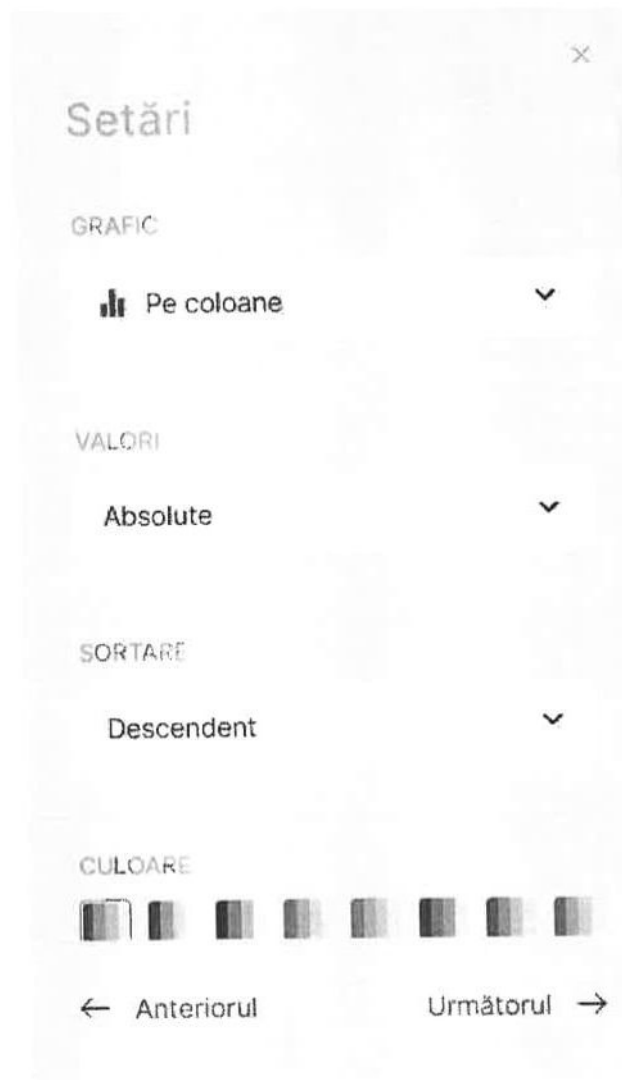 Setări
GRAFIC
Pe coloane
VALORI
Absolute
SORTARE
Descendent
CULOARE
← Anteriorul Următorul →